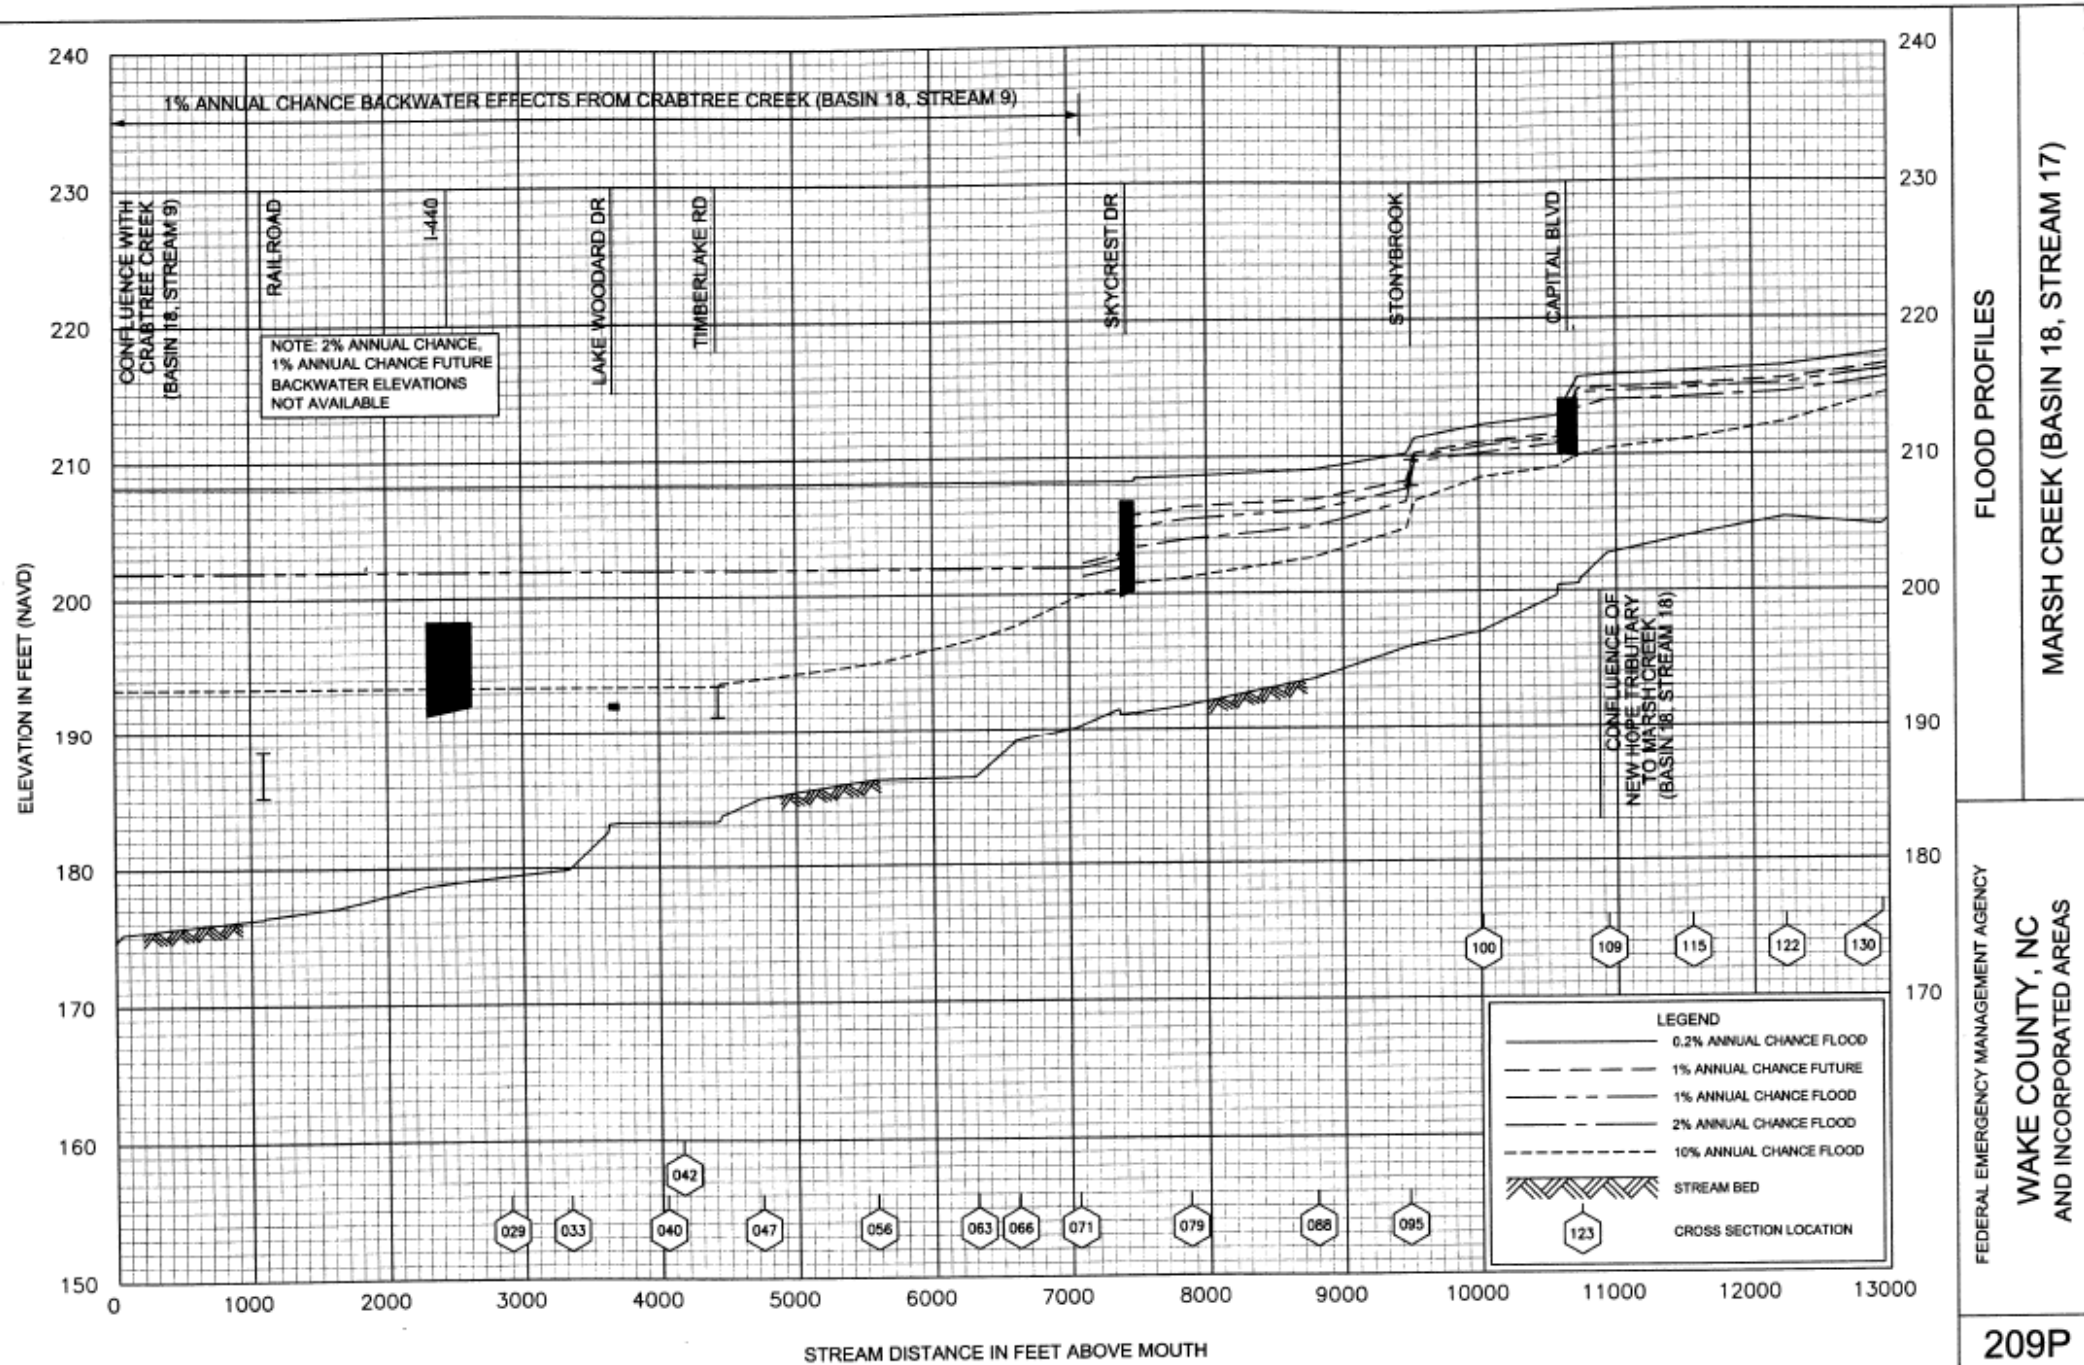 240
230
220
210
200
190
180
170
160
150
ELEVATION IN FEET (NAVD)
1% ANNUAL CHANCE BACKWATER EFFECTS FROM CRABTREE CREEK (BASIN 18, STREAM 9)
CONFLUENCE WITH
CRABTREE CREEK
(BASIN 18, STREAM 9)
RAILROAD
I-440
LAKE WOODARD DR
TIMBERLAKE RD
SKYCREST DR
STONYBROOK
CAPITAL BLVD
NOTE: 2% ANNUAL CHANCE,
1% ANNUAL CHANCE FUTURE
BACKWATER ELEVATIONS
NOT AVAILABLE
CONFLUENCE OF
NEW HOPE TRIBUTARY
TO MARSH CREEK
(BASIN 18, STREAM 18)
240
230
220
210
200
190
180
170
100
109
115
122
130
042
029
033
040
047
056
063
066
071
079
088
095
LEGEND
0.2% ANNUAL CHANCE FLOOD
1% ANNUAL CHANCE FUTURE
1% ANNUAL CHANCE FLOOD
2% ANNUAL CHANCE FLOOD
10% ANNUAL CHANCE FLOOD
STREAM BED
123
CROSS SECTION LOCATION
0
1000
2000
3000
4000
5000
6000
7000
8000
9000
10000
11000
12000
13000
STREAM DISTANCE IN FEET ABOVE MOUTH
FLOOD PROFILES
MARSH CREEK (BASIN 18, STREAM 17)
FEDERAL EMERGENCY MANAGEMENT AGENCY
WAKE COUNTY, NC
AND INCORPORATED AREAS
209P